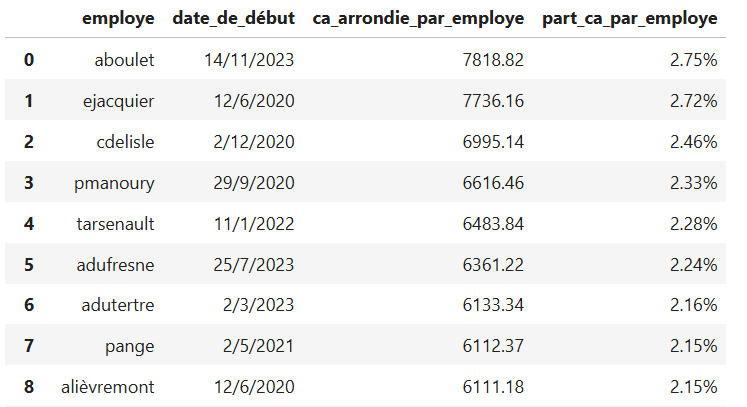 employe date_de_début ca_arrondie_par_employe part_ca_par_employe
0 aboulet 14/11/2023 7818.82 2.75%
1 ejacquier 12/6/2020 7736.16 2.72%
2 cdelisle 2/12/2020 6995.14 2.46%
3 pmanoury 29/9/2020 6616.46 2.33%
4 tarsenault 11/1/2022 6483.84 2.28%
5 adufresne 25/7/2023 6361.22 2.24%
6 adutertre 2/3/2023 6133.34 2.16%
7 pange 2/5/2021 6112.37 2.15%
8 alièvremont 12/6/2020 6111.18 2.15%